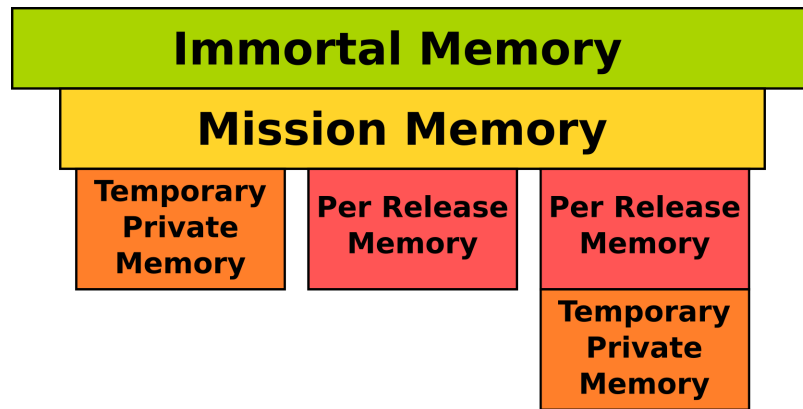 Immortal Memory
Mission Memory
Temporary
Private
Memory
Per Release
Memory
Per Release
Memory
Temporary
Private
Memory